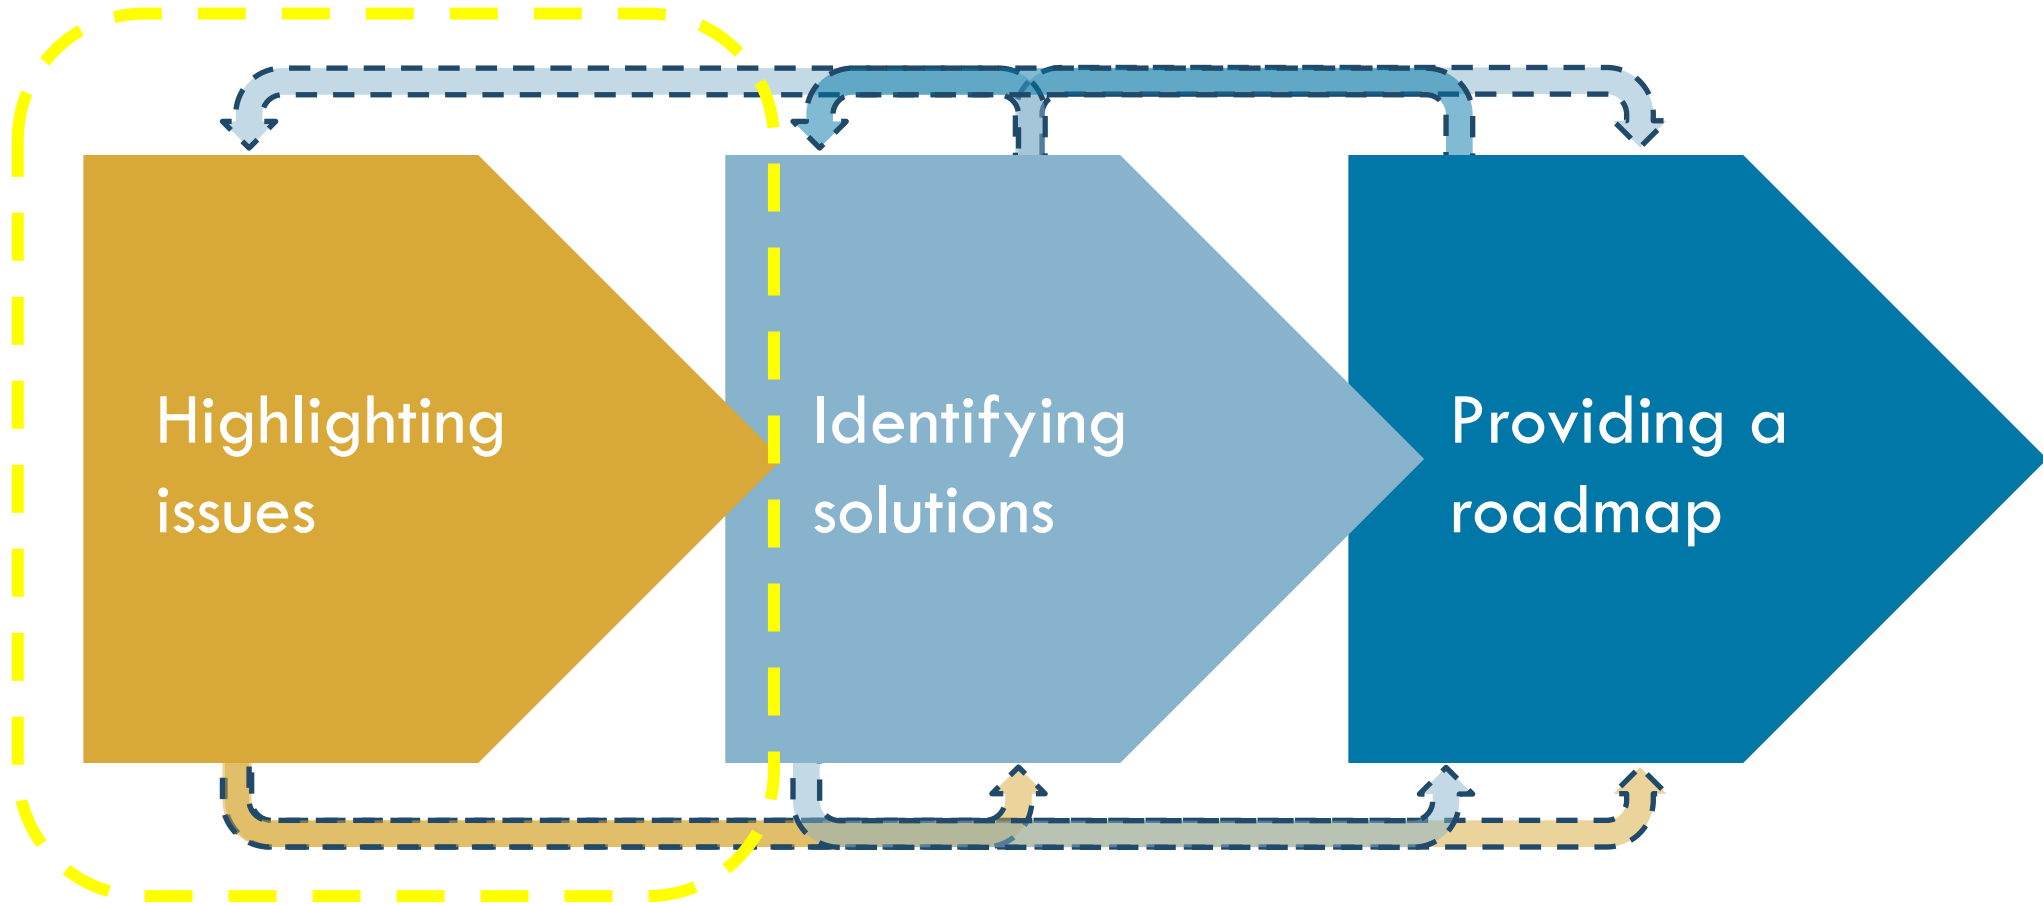 Highlighting
issues
Identifying
solutions
Providing a
roadmap